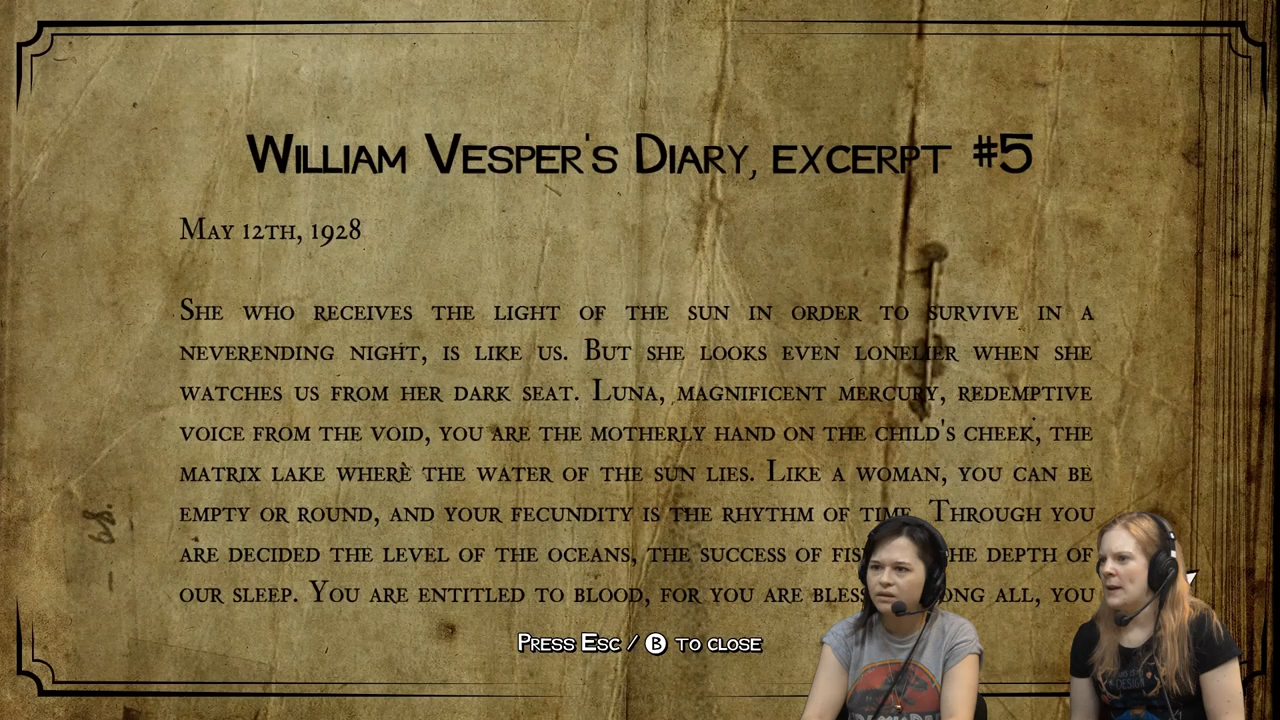 William Vesper's Diary, excerpt #5
May 12th, 1928
She who receives the light of the sun in order to survive in a
neverending night, is like us. But she looks even lonelier when she
watches us from her dark seat. Luna, magnificent mercury, redemptive
voice from the void, you are the motherly hand on the child's cheek, the
matrix lake where the water of the sun lies. Like a woman, you can be
empty or round, and your fecundity is the rhythm of time. Through you
are decided the level of the oceans, the success of the depth of
our sleep. You are entitled to blood, for you are all, you
Press Esc / B to close